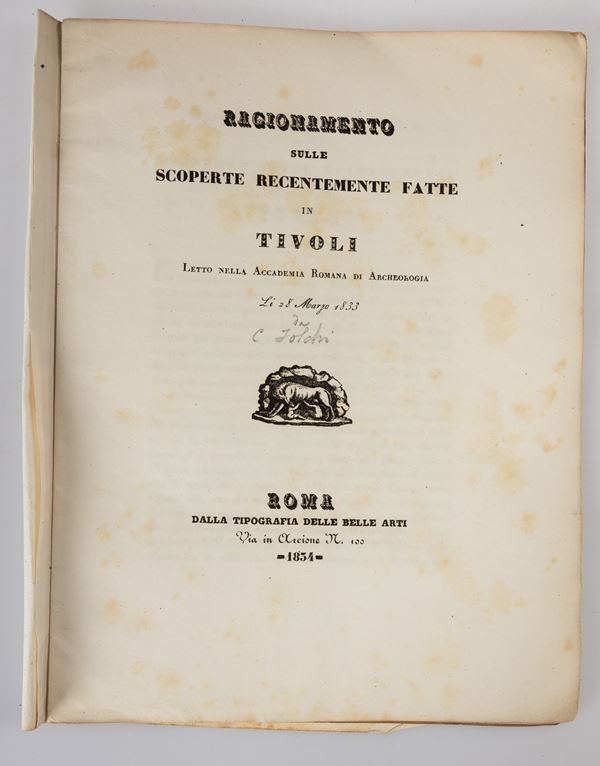 RAGIONAMENTO
SULLE
SCOPERTE RECENTEMENTE FATTE
IN
TIVOLI
LETTO NELLA ACCADEMIA ROMANA DI ARCHEOLOGIA
Li 28 Marzo 1833
da
C.
ROMA
DALLA TIPOGRAFIA DELLE BELLE ARTI
Via in Arcione N. 100
=1834=